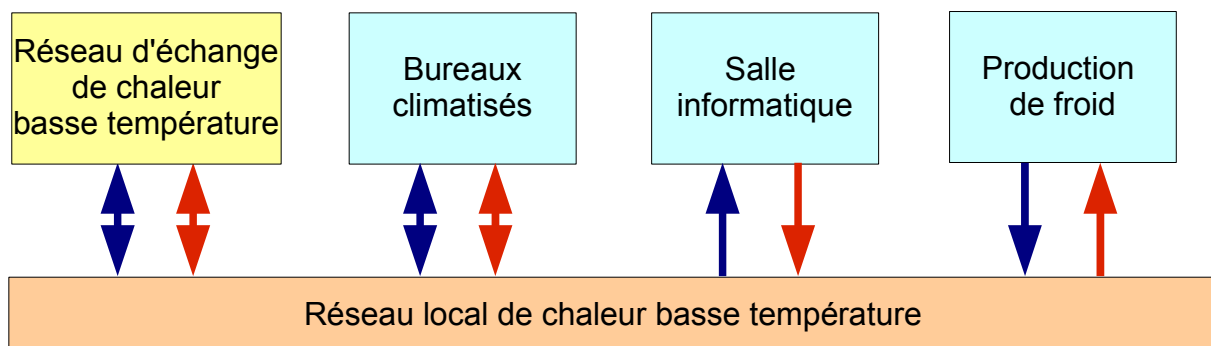 Réseau d'échange
de chaleur
basse température
Bureaux
climatisés
Salle
informatique
Production
de froid
Réseau local de chaleur basse température